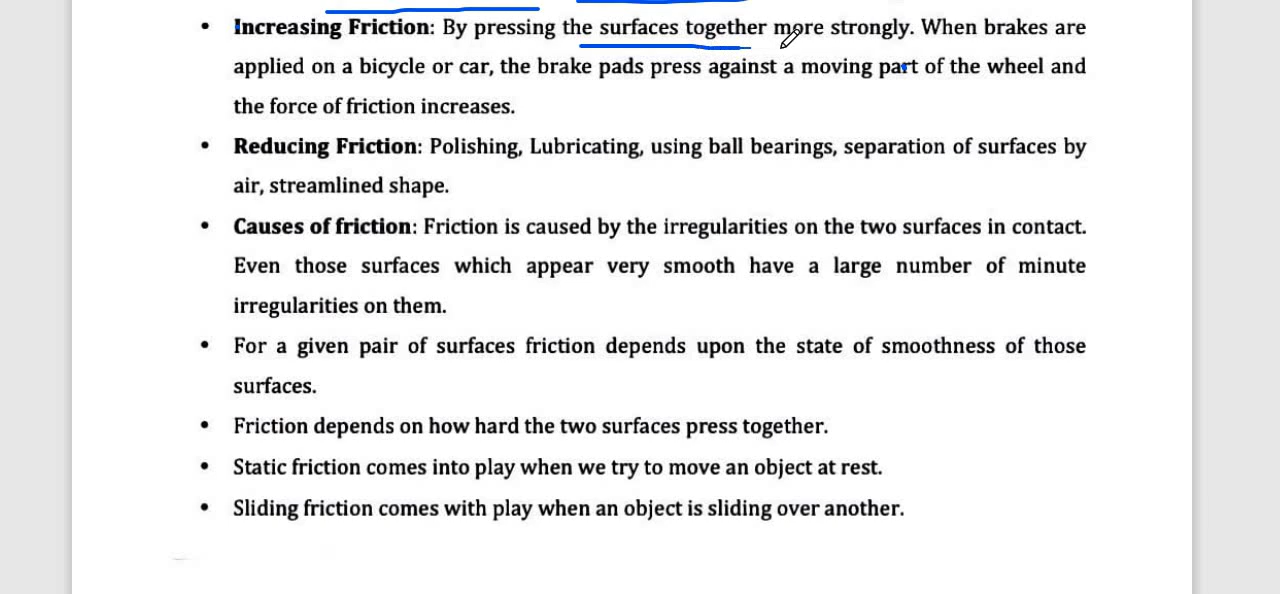 • Increasing Friction: By pressing the surfaces together more strongly. When brakes are
applied on a bicycle or car, the brake pads press against a moving part of the wheel and
the force of friction increases.
• Reducing Friction: Polishing, Lubricating, using ball bearings, separation of surfaces by
air, streamlined shape.
• Causes of friction: Friction is caused by the irregularities on the two surfaces in contact.
Even those surfaces which appear very smooth have a large number of minute
irregularities on them.
• For a given pair of surfaces friction depends upon the state of smoothness of those
surfaces.
• Friction depends on how hard the two surfaces press together.
• Static friction comes into play when we try to move an object at rest.
• Sliding friction comes with play when an object is sliding over another.